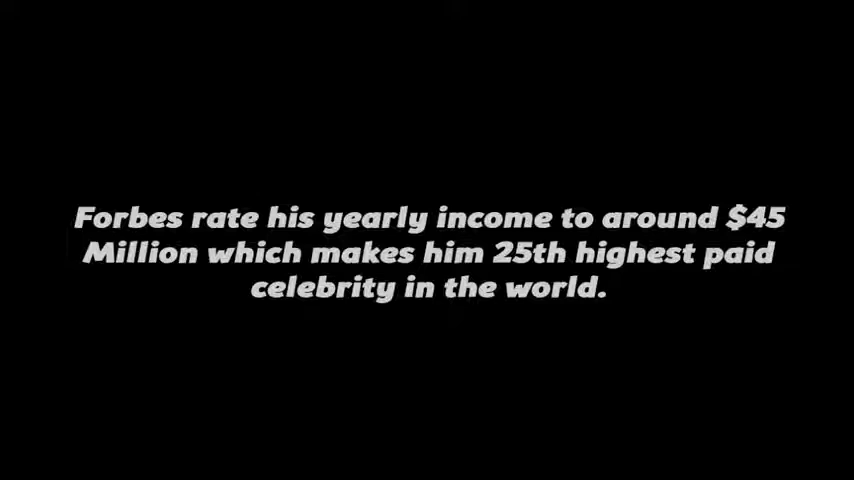 Forbes rate his yearly income to around $45
Million which makes him 25th highest paid
celebrity in the world.